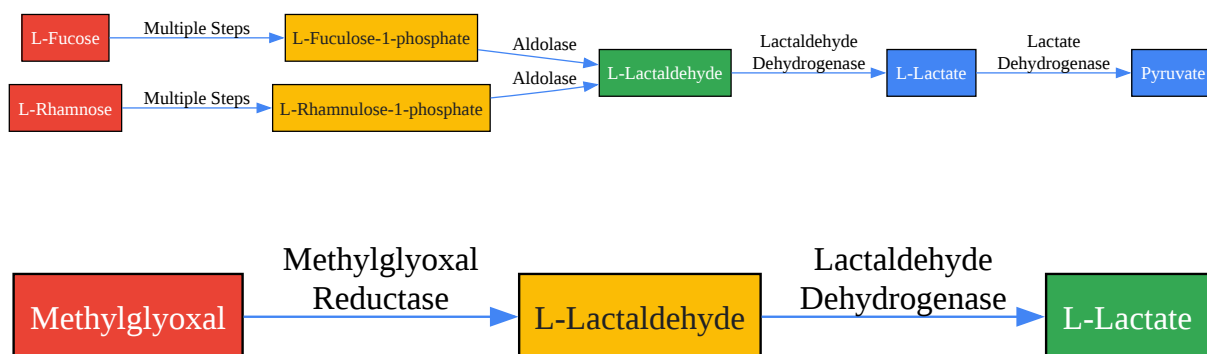 L-Fucose
Multiple Steps
L-Fuculose-1-phosphate
Aldolase
L-Rhamnose
Multiple Steps
L-Rhamnulose-1-phosphate
Aldolase
L-Lactaldehyde
Lactaldehyde
Dehydrogenase
L-Lactate
Lactate
Dehydrogenase
Pyruvate
Methylglyoxal
Methylglyoxal
Reductase
L-Lactaldehyde
Lactaldehyde
Dehydrogenase
L-Lactate